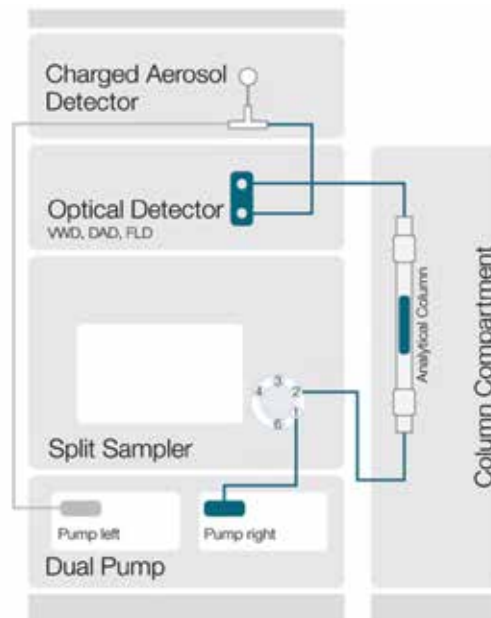 Charged Aerosol
Detector
Optical Detector
VWD, DAD, FLD
Analytical Column
Column Compartment
3
4
2
1
6
Split Sampler
Pump left
Pump right
Dual Pump